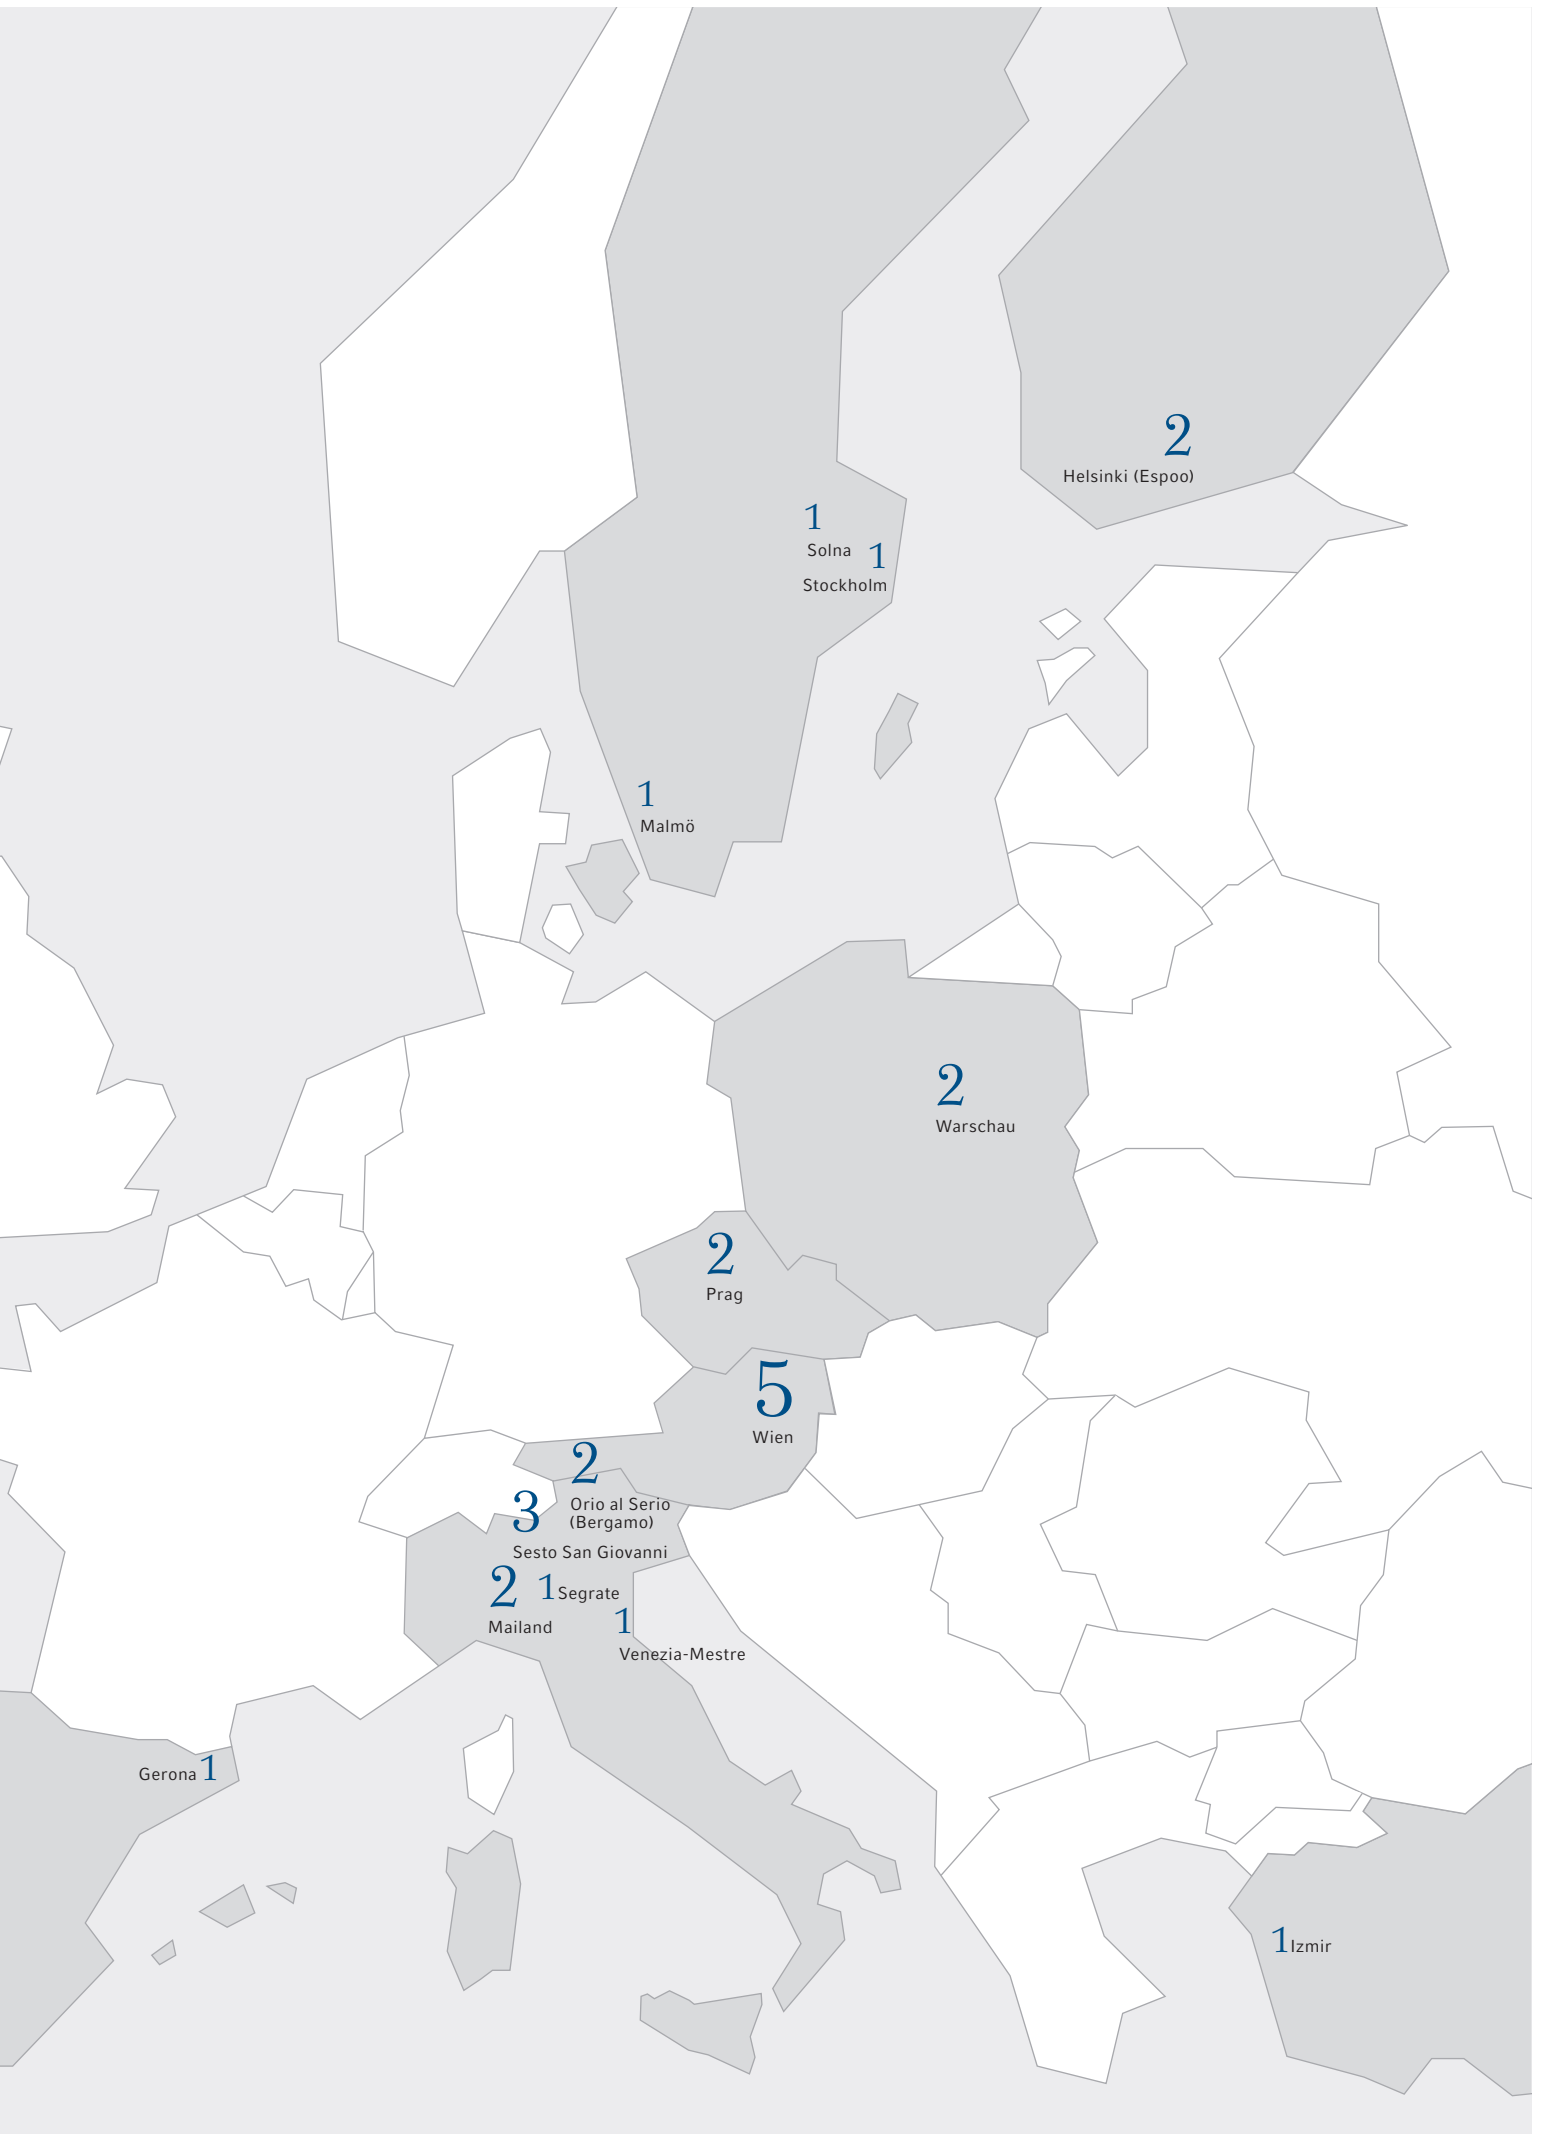 2
Helsinki (Espoo)
1
Solna
1
Stockholm
1
Malmö
2
Warschau
2
Prag
5
Wien
2
Orio al Serio
(Bergamo)
3
Sesto San Giovanni
2
Mailand
1 Segrate
1
Venezia-Mestre
Gerona 1
1 Izmir